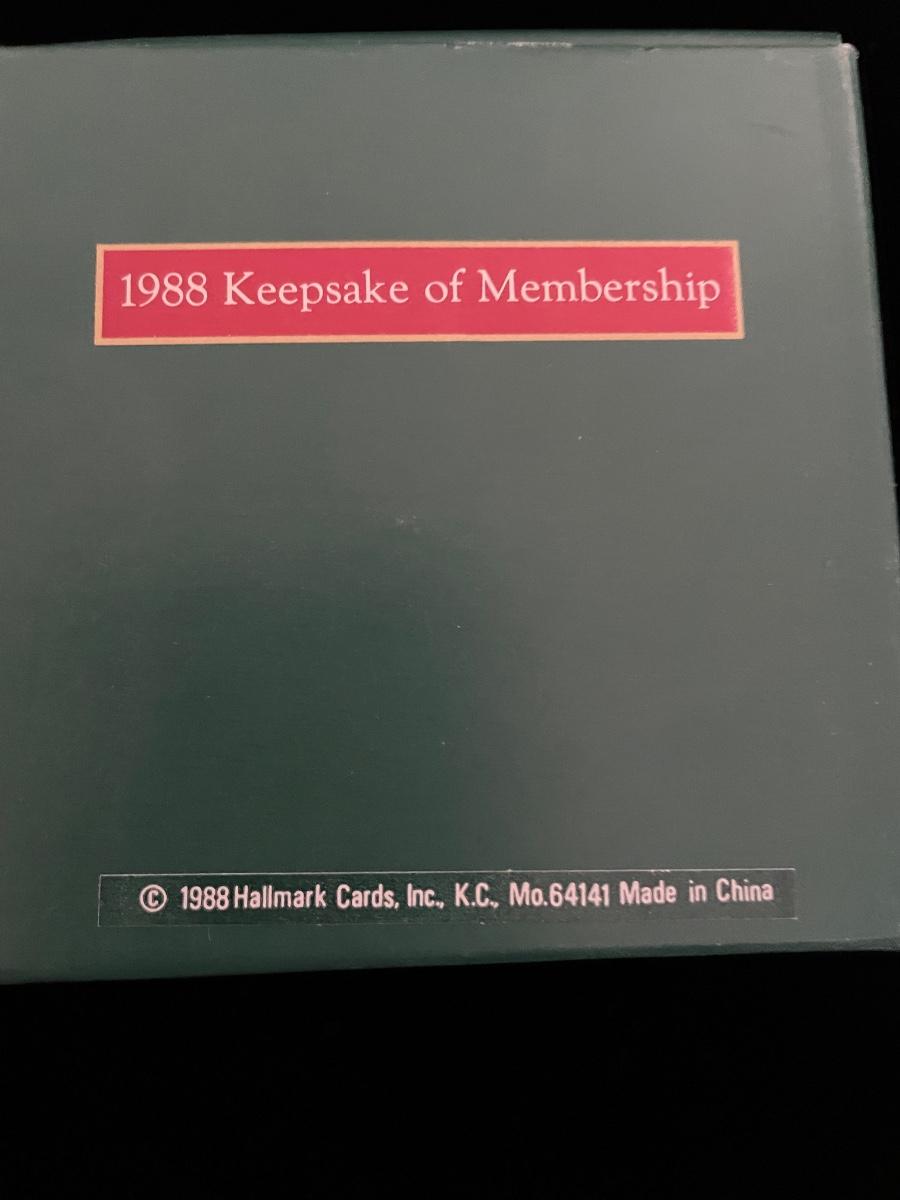 1988 Keepsake of Membership
© 1988 Hallmark Cards, Inc., K.C., Mo.64141 Made in China